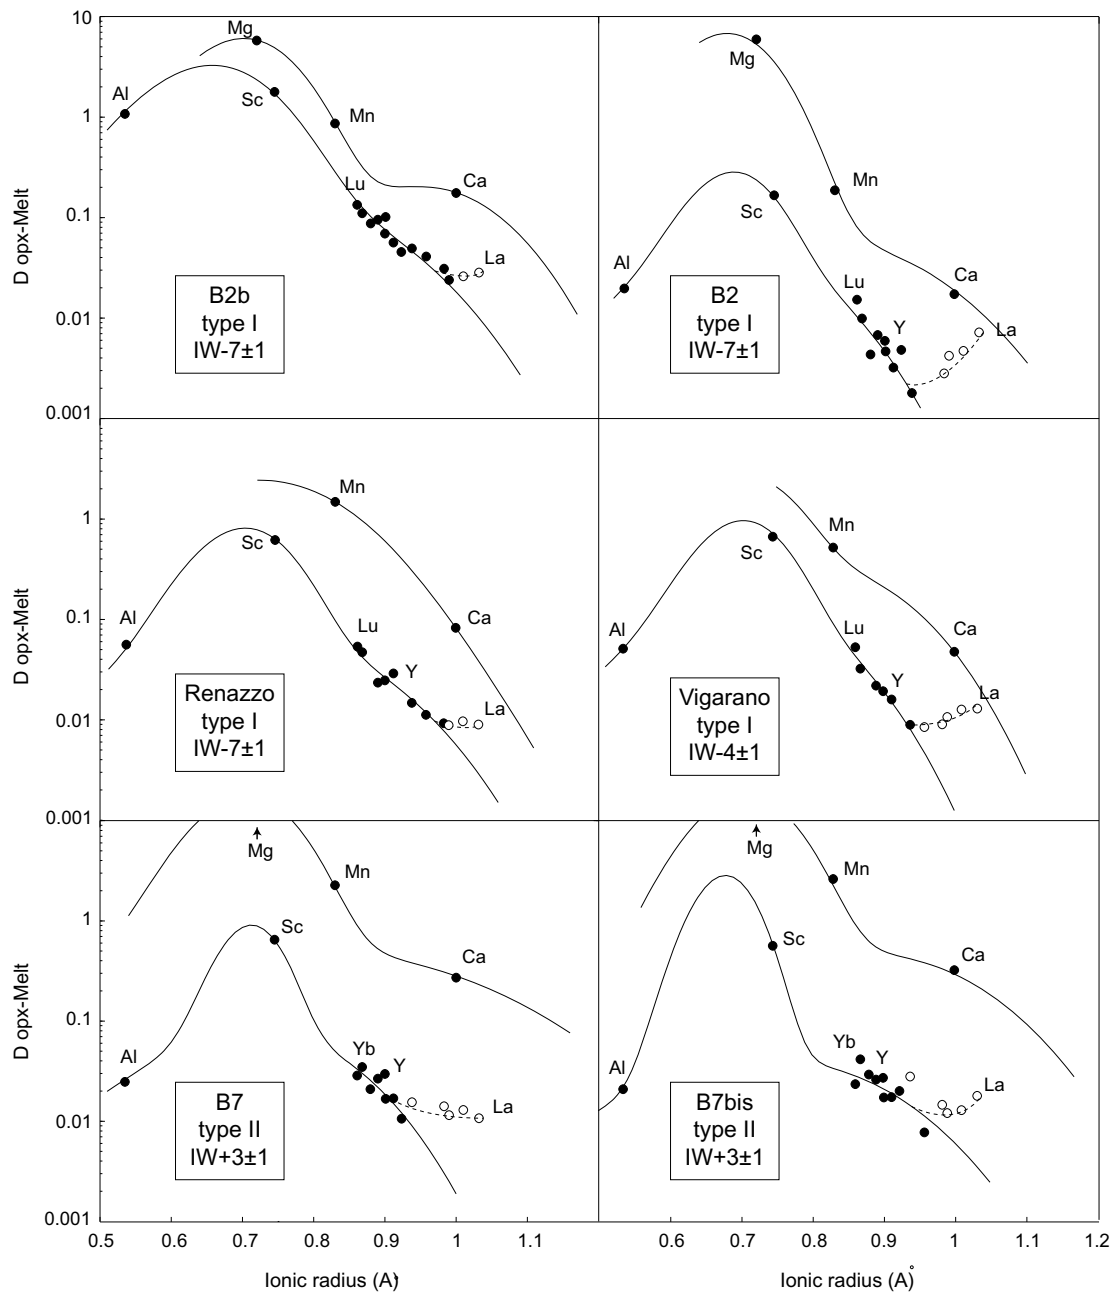 10
1
0.1
0.01
0.001
D opx-Melt
Mg
Al
Sc
Mn
Lu
Ca
La
B2b
type I
IW-7±1
Mg
Mn
Sc
Al
Lu
Ca
Y
La
B2
type I
IW-7±1
1
0.1
0.01
0.001
D opx-Melt
Mn
Sc
Al
Lu
Ca
Y
La
Renazzo
type I
IW-7±1
Mn
Sc
Al
Lu
Ca
Y
La
Vigarano
type I
IW-4±1
1
0.1
0.01
0.001
D opx-Melt
Mg
Mn
Sc
Ca
Al
Yb
Y
La
B7
type II
IW+3±1
Mg
Mn
Sc
Ca
Al
Yb
Y
La
B7bis
type II
IW+3±1
0.5 0.6 0.7 0.8 0.9 1 1.1 0.6 0.7 0.8 0.9 1 1.1 1.2
Ionic radius (A) Ionic radius (A)